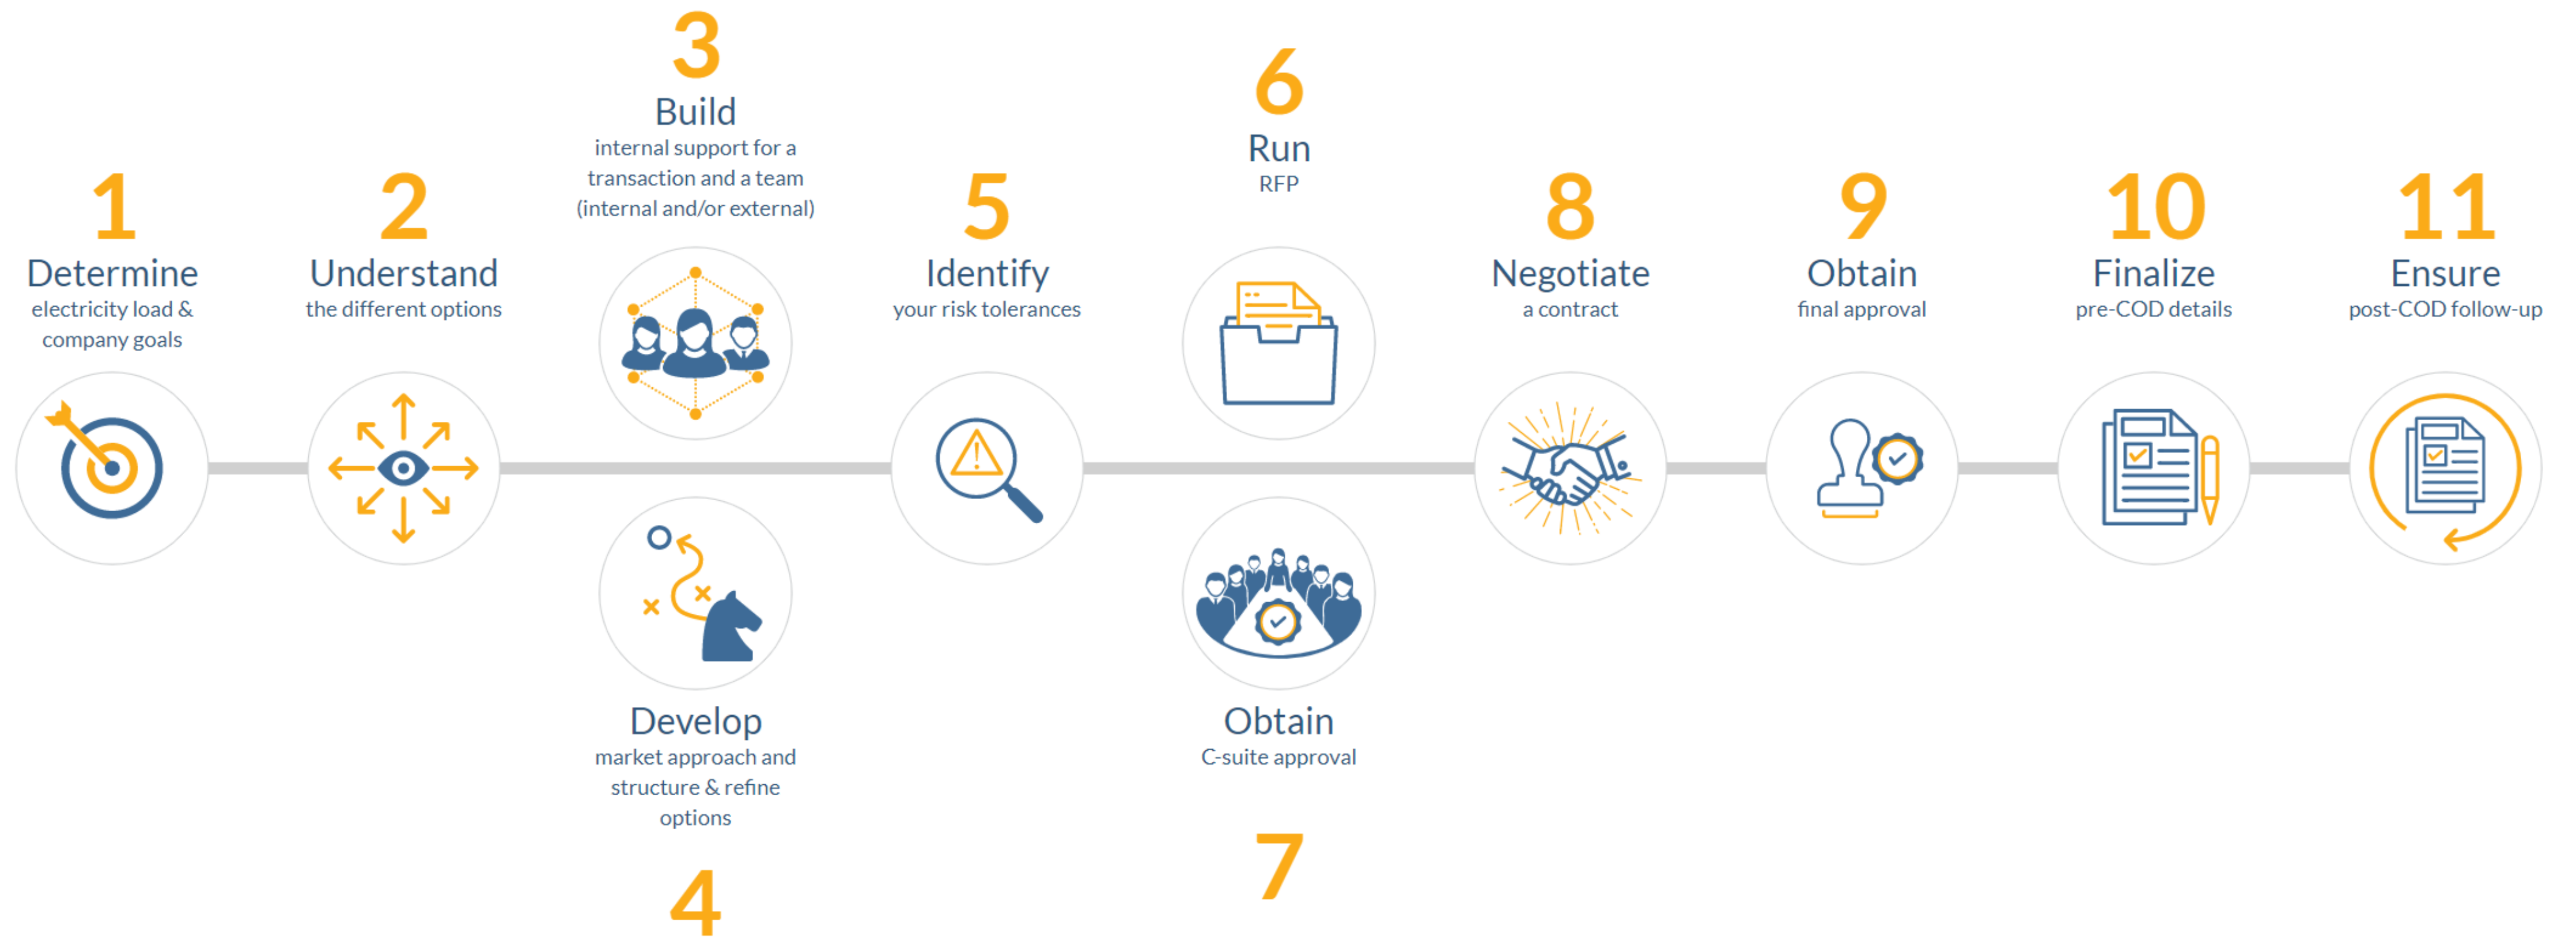 1
Determine
electricity load &
company goals
2
Understand
the different options
3
Build
internal support for a
transaction and a team
(internal and/or external)
Develop
market approach and
structure & refine
options
4
5
Identify
your risk tolerances
6
Run
RFP
Obtain
C-suite approval
7
8
Negotiate
a contract
9
Obtain
final approval
10
Finalize
pre-COD details
11
Ensure
post-COD follow-up